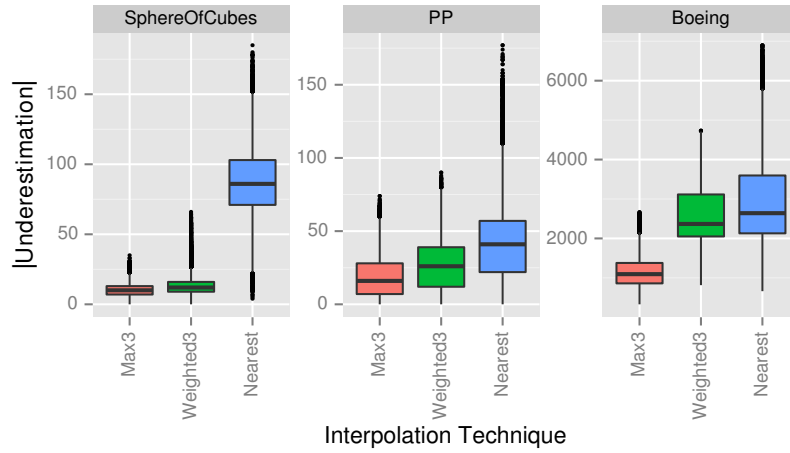 SphereOfCubes
PP
Boeing
|Underestimation|
150
100
50
0
150
100
50
0
6000
4000
2000
Max3
Weighted3
Nearest
Max3
Weighted3
Nearest
Max3
Weighted3
Nearest
Interpolation Technique